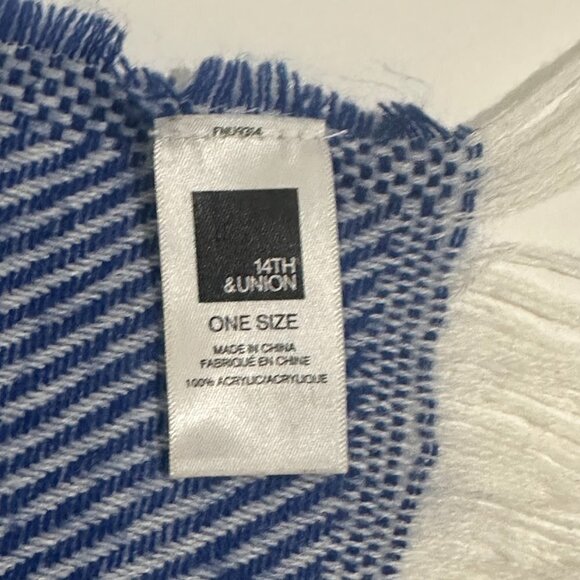 14TH
&UNION
ONE SIZE
MADE IN CHINA
FABRIQUÉ EN CHINE
100% ACRYLIC/ACRYLIQUE